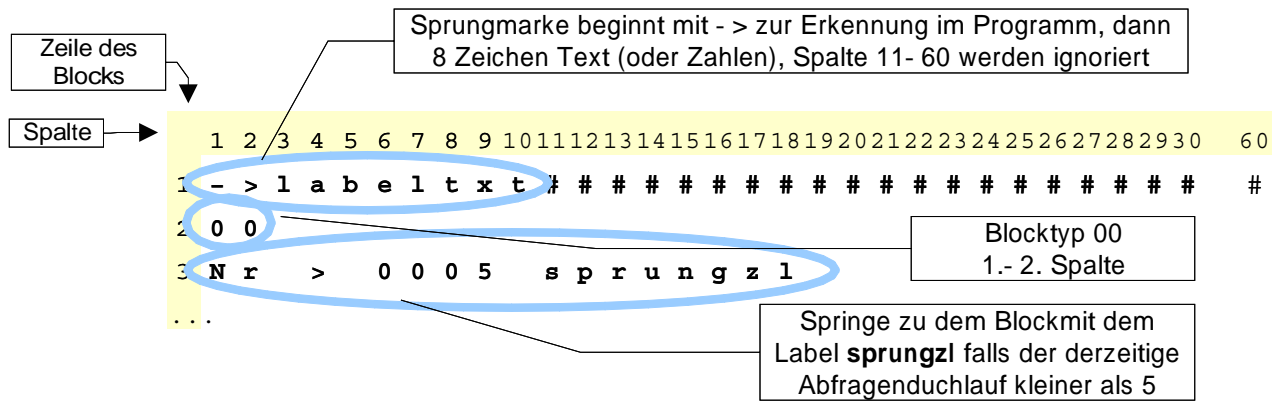 Sprungmarke beginnt mit - > zur Erkennung im Programm, dann
8 Zeichen Text (oder Zahlen), Spalte 11- 60 werden ignoriert
Zeile des
Blocks
Spalte
1 2 3 4 5 6 7 8 9 10 11 12 13 14 15 16 17 18 19 20 21 22 23 24 25 26 27 28 29 30 60
1 - > l a b e l t x t # # # # # # # # # # # # # # # # # # # # #
2 0 0
Blocktyp 00
1.- 2. Spalte
3 N r > 0 0 0 5 s p r u n g z l
...
Springe zu dem Blockmit dem
Label sprungzl falls der derzeitige
Abfragenduchlauf kleiner als 5